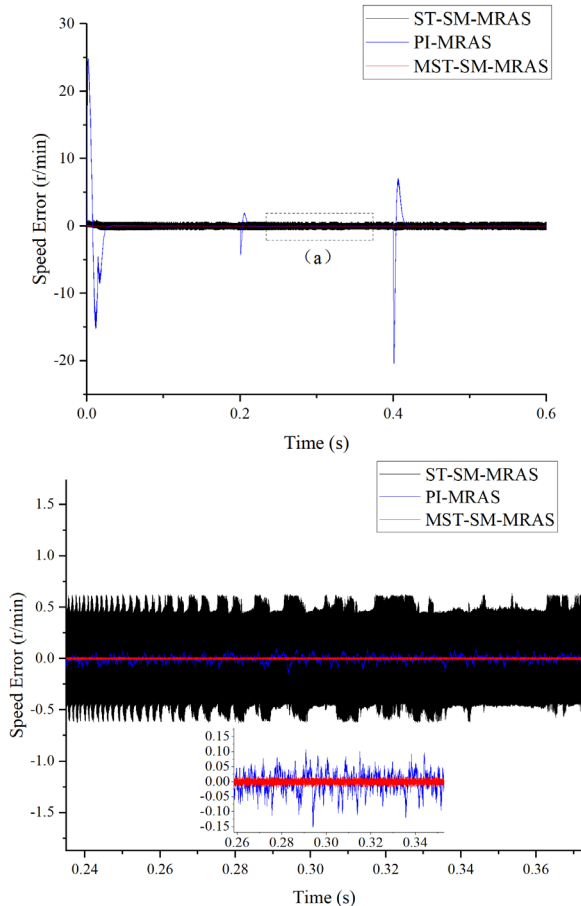 ST-SM-MRAS
PI-MRAS
MST-SM-MRAS
30
20
10
0
-10
-20
Speed Error (r/min)
(a)
0.0 0.2 0.4 0.6
Time (s)
ST-SM-MRAS
PI-MRAS
MST-SM-MRAS
1.5
1.0
0.5
0.0
-0.5
-1.0
-1.5
Speed Error (r/min)
0.15
0.10
0.05
0.00
-0.05
-0.10
-0.15
0.26 0.28 0.30 0.32 0.34
0.24 0.26 0.28 0.30 0.32 0.34 0.36
Time (s)